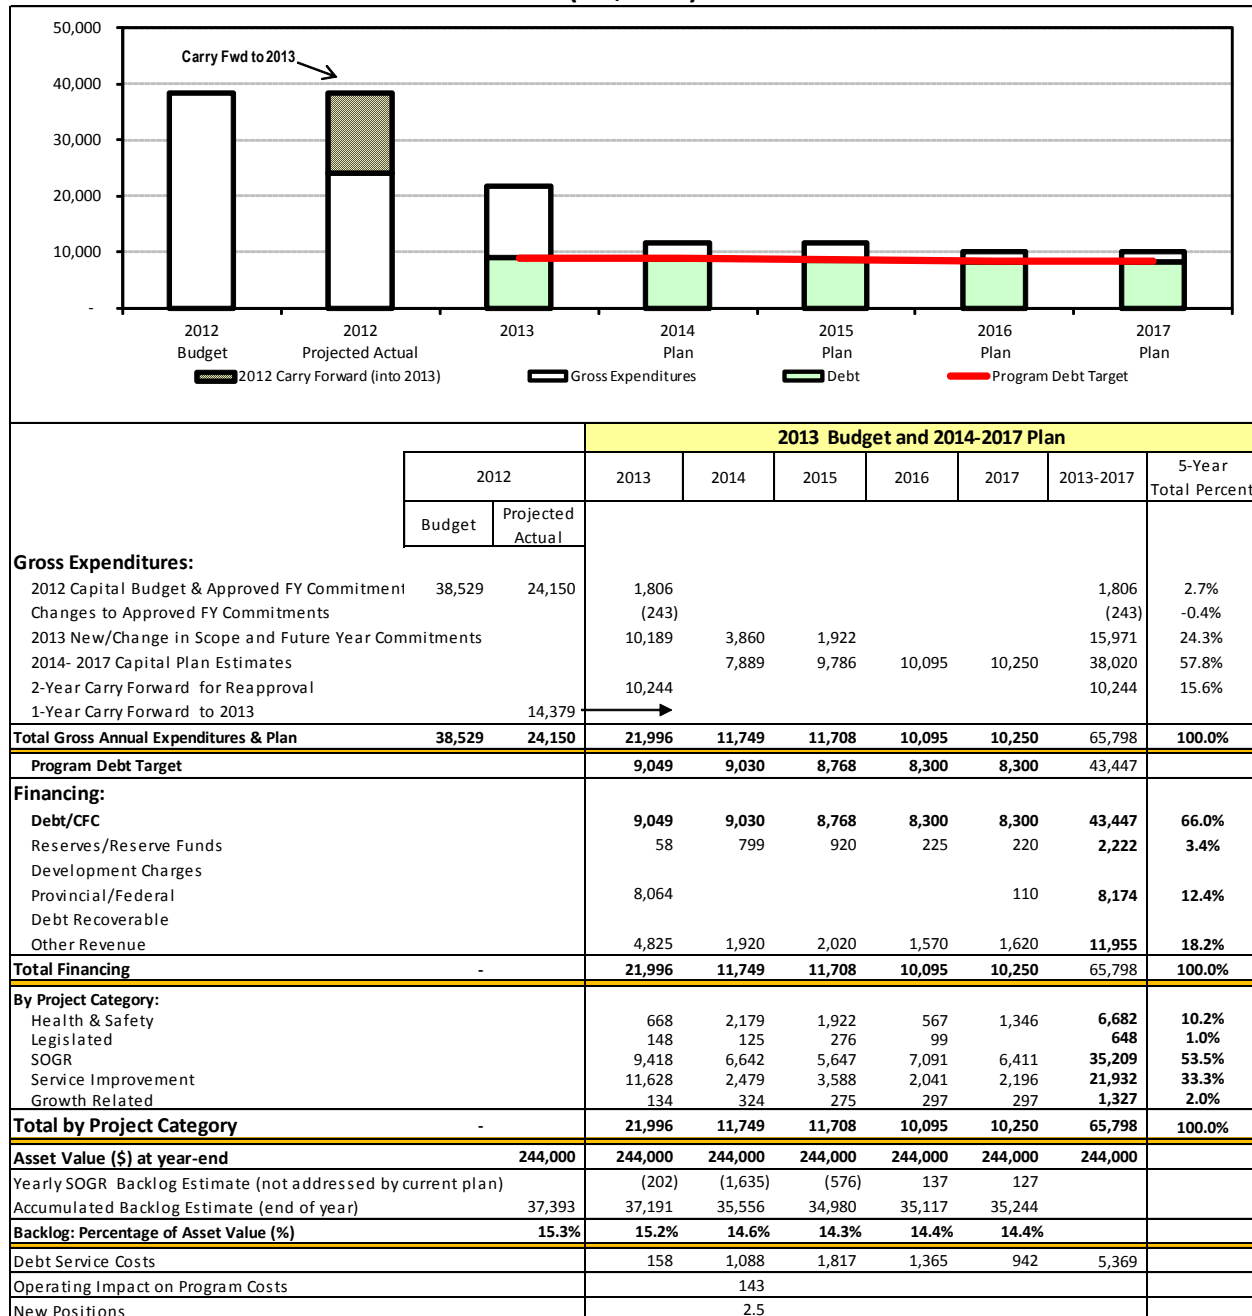 50,000
Carry Fwd to 2013
40,000
30,000
20,000
10,000
-
2012 2012 2013 2014 2015 2016 2017
Budget Projected Actual Plan Plan Plan Plan
2012 Carry Forward (into 2013) Gross Expenditures Debt Program Debt Target
2013 Budget and 2014-2017 Plan
2012 2013 2014 2015 2016 2017 2013-2017 5-Year Total Percent
Budget Projected Actual
Gross Expenditures:
2012 Capital Budget & Approved FY Commitment 38,529 24,150 1,806 1,806 2.7%
Changes to Approved FY Commitments (243) (243) -0.4%
2013 New/Change in Scope and Future Year Commitments 10,189 3,860 1,922 15,971 24.3%
2014- 2017 Capital Plan Estimates 7,889 9,786 10,095 10,250 38,020 57.8%
2-Year Carry Forward for Reapproval 10,244 10,244 15.6%
1-Year Carry Forward to 2013 14,379
Total Gross Annual Expenditures & Plan 38,529 24,150 21,996 11,749 11,708 10,095 10,250 65,798 100.0%
Program Debt Target 9,049 9,030 8,768 8,300 8,300 43,447
Financing:
Debt/CFC 9,049 9,030 8,768 8,300 8,300 43,447 66.0%
Reserves/Reserve Funds 58 799 920 225 220 2,222 3.4%
Development Charges
Provincial/Federal 8,064 110 8,174 12.4%
Debt Recoverable
Other Revenue 4,825 1,920 2,020 1,570 1,620 11,955 18.2%
Total Financing - 21,996 11,749 11,708 10,095 10,250 65,798 100.0%
By Project Category:
Health & Safety 668 2,179 1,922 567 1,346 6,682 10.2%
Legislated 148 125 276 99 648 1.0%
SOGR 9,418 6,642 5,647 7,091 6,411 35,209 53.5%
Service Improvement 11,628 2,479 3,588 2,041 2,196 21,932 33.3%
Growth Related 134 324 275 297 297 1,327 2.0%
Total by Project Category - 21,996 11,749 11,708 10,095 10,250 65,798 100.0%
Asset Value ($) at year-end 244,000 244,000 244,000 244,000 244,000 244,000 244,000
Yearly SOGR Backlog Estimate (not addressed by current plan) (202) (1,635) (576) 137 127
Accumulated Backlog Estimate (end of year) 37,393 37,191 35,556 34,980 35,117 35,244
Backlog: Percentage of Asset Value (%) 15.3% 15.2% 14.6% 14.3% 14.4% 14.4%
Debt Service Costs 158 1,088 1,817 1,365 942 5,369
Operating Impact on Program Costs 143
New Positions 2.5